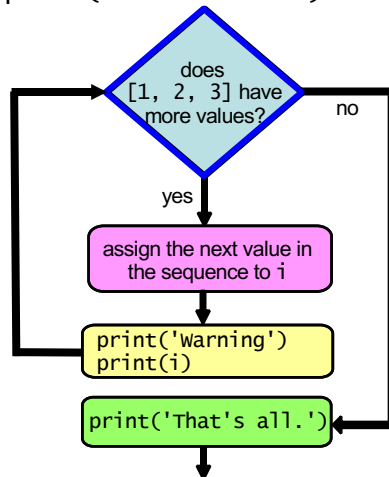 does
[1, 2, 3] have
more values?
no
yes
assign the next value in
the sequence to i
print('Warning')
print(i)
print('That's all.')